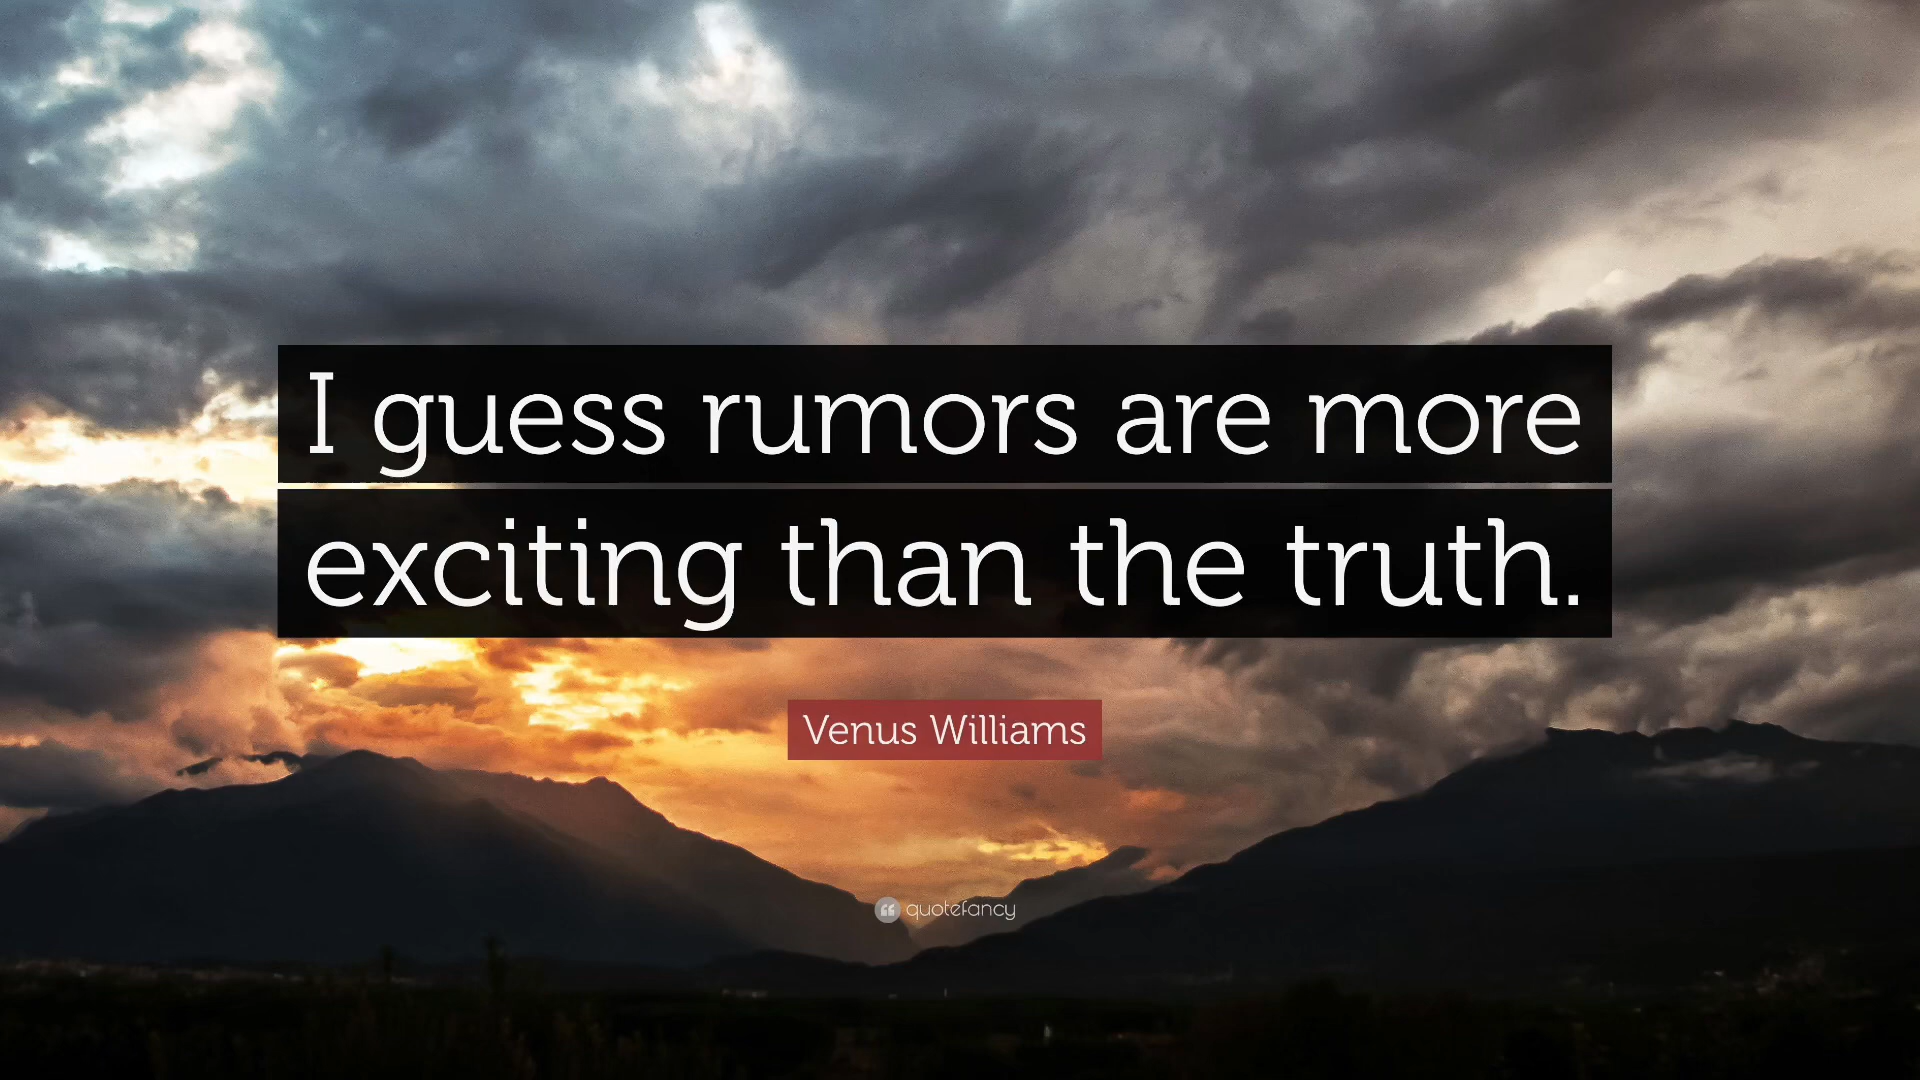 I guess rumors are more
exciting than the truth.
Venus Williams
quotefancy